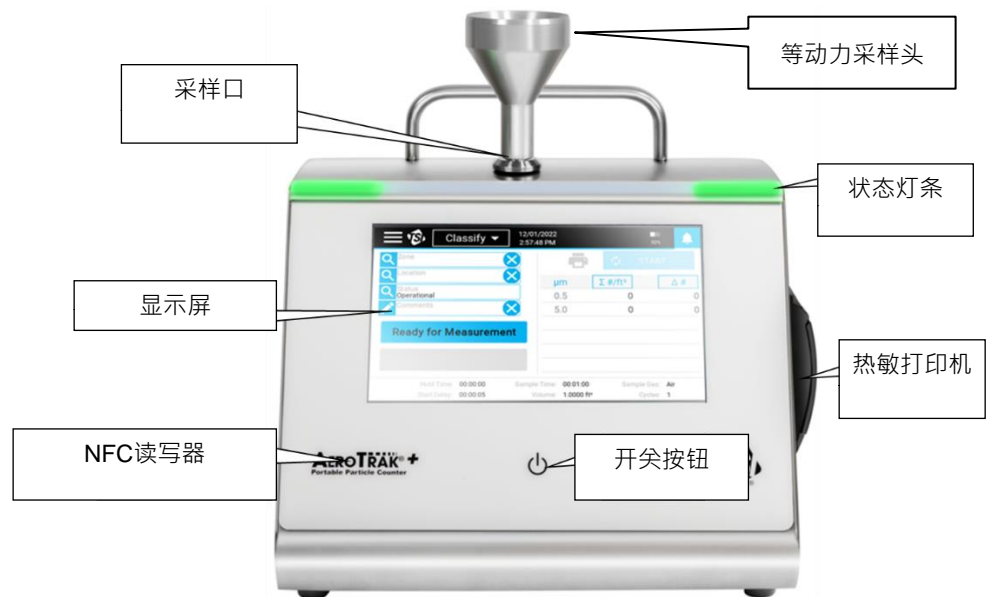 等动力采样头
采样口
状态灯条
Classify
12/01/2022
2:57:48 PM
Zone
START
Location
µm
Σ #/ft³
Δ #
Status
Operational
0.5 0 0
Comments
5.0 0 0
显示屏
Ready for Measurement
热敏打印机
Hold Time: 00:00:00 Sample Time: 00:01:00 Sample Gas: Air
Start Delay: 00:00:05 Volume: 1.0000 ft³ Cycles: 1
NFC读写器
AEROTRAK®+
Portable Particle Counter
开关按钮